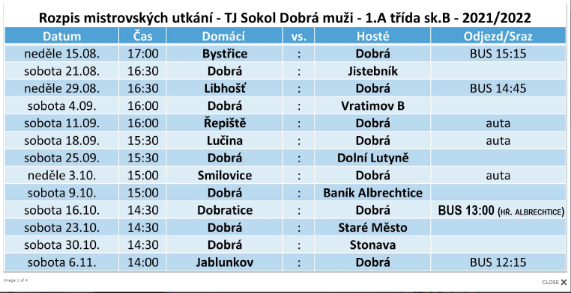 Rozpis mistrovských utkání - TJ Sokol Dobrá muži - 1.A třída sk.B - 2021/2022
Datum Čas Domácí vs. Hosté Odjezd/Sraz
neděle 15.08. 17:00 Bystřice : Dobrá BUS 15:15
sobota 21.08. 16:30 Dobrá : Jistebník
neděle 29.08. 16:30 Libhošť : Dobrá BUS 14:45
sobota 4.09. 16:00 Dobrá : Vratimov B
sobota 11.09. 16:00 Řepiště : Dobrá auta
sobota 18.09. 15:30 Lučina : Dobrá auta
sobota 25.09. 15:30 Dobrá : Dolní Lutyně
neděle 3.10. 15:00 Smilovice : Dobrá auta
sobota 9.10. 15:00 Dobrá : Baník Albrechtice
sobota 16.10. 14:30 Dobratice : Dobrá BUS 13:00 (HŘ. ALBRECHTICE)
sobota 23.10. 14:30 Dobrá : Staré Město
sobota 30.10. 14:30 Dobrá : Stonava
sobota 6.11. 14:00 Jablunkov : Dobrá BUS 12:15
Image 1 of 4 CLOSE X